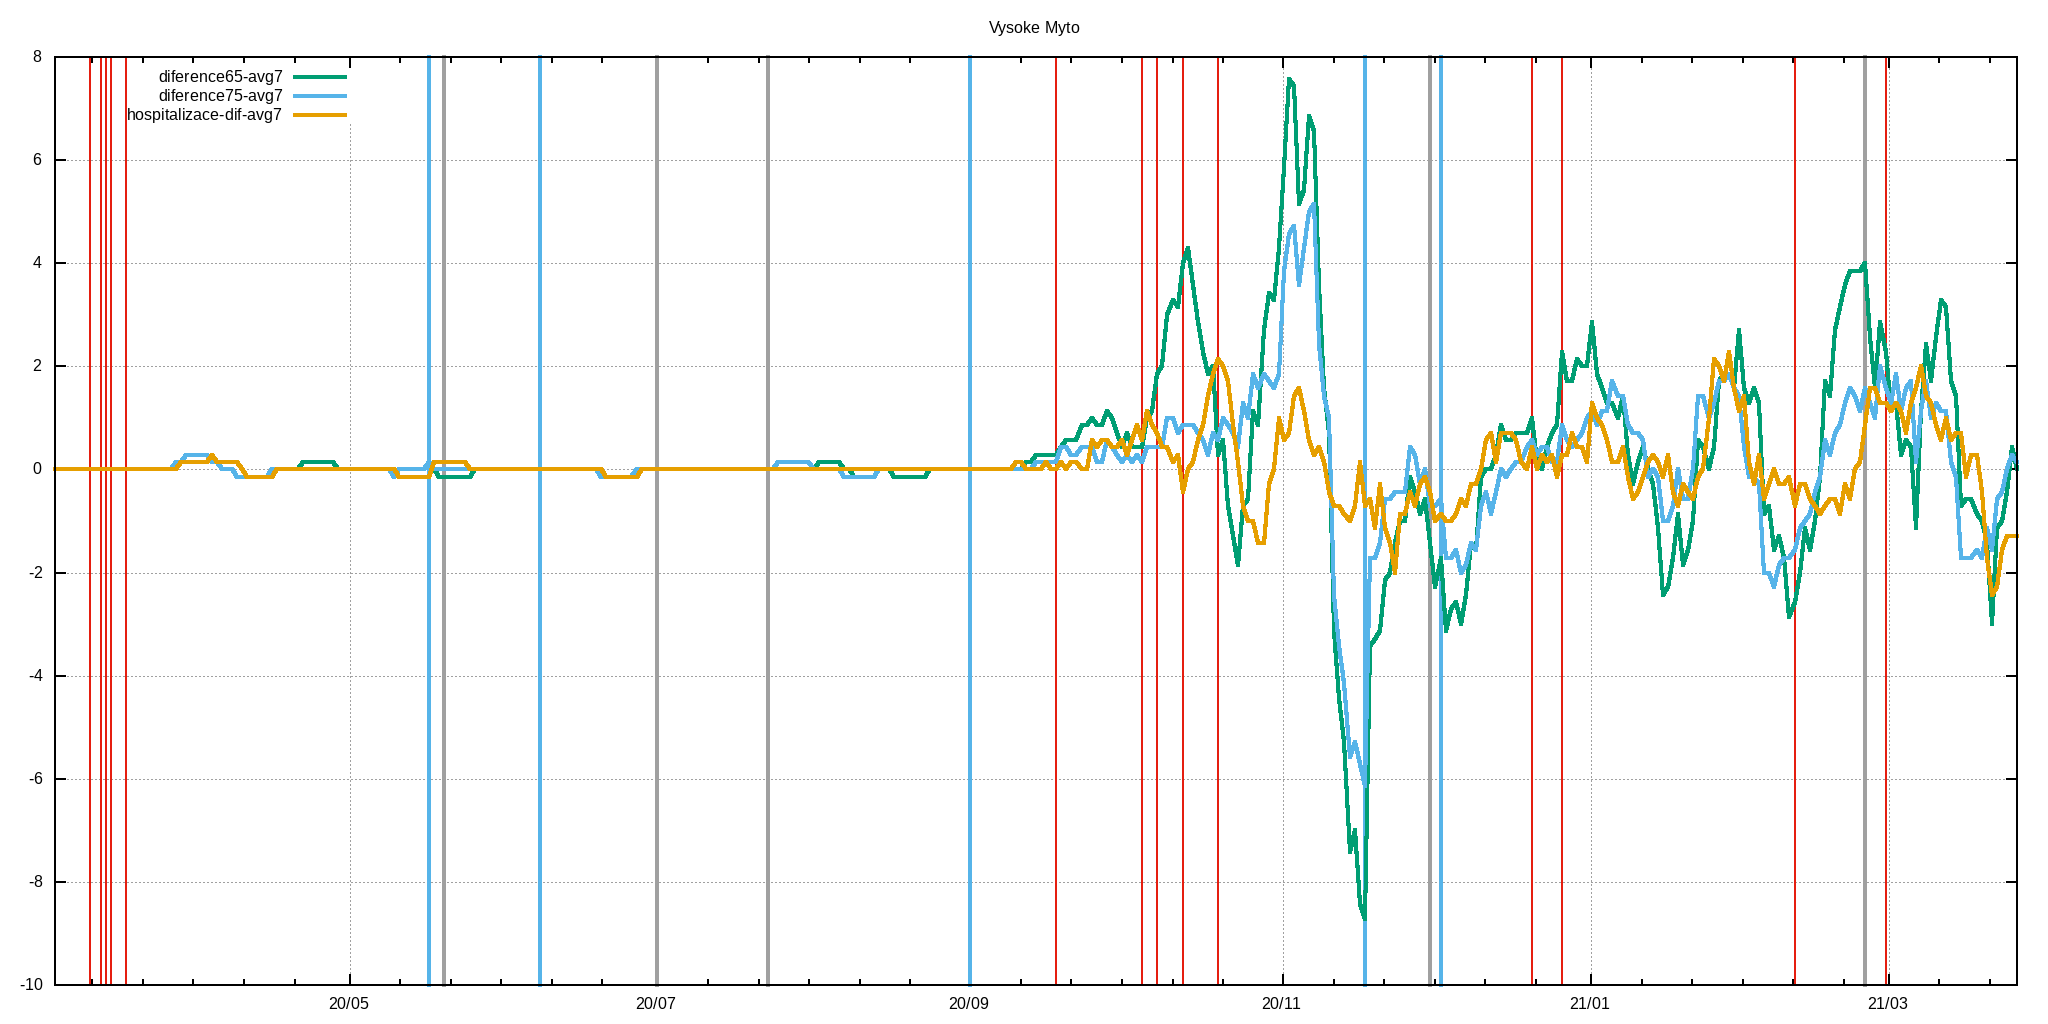 Vysoke Myto
8
diference65-avg7
diference75-avg7
hospitalizace-dif-avg7
6
4
2
0
-2
-4
-6
-8
-10
20/05 20/07 20/09 20/11 21/01 21/03